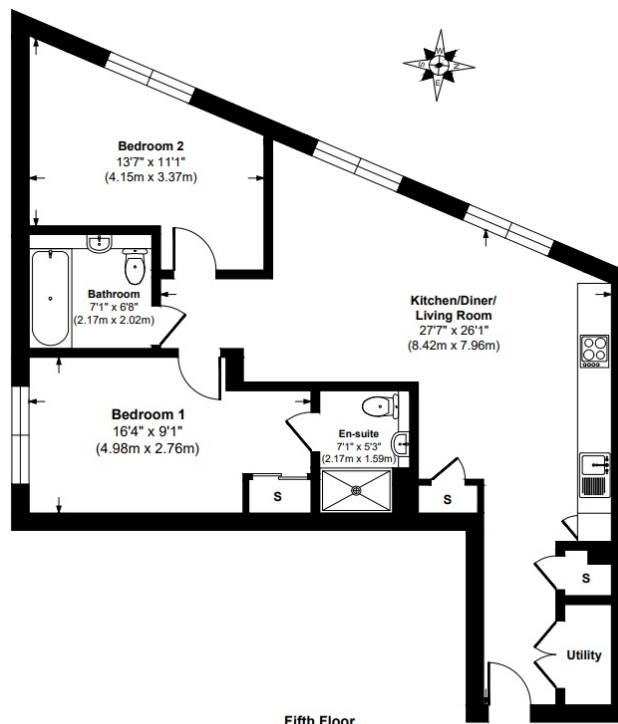 W
S
N
E
Bedroom 2
13'7" x 11'1"
(4.15m x 3.37m)
Bathroom
7'1" x 6'8"
(2.17m x 2.02m)
Kitchen/Diner/
Living Room
27'7" x 26'1"
(8.42m x 7.96m)
Bedroom 1
16'4" x 9'1"
(4.98m x 2.76m)
En-suite
7'1" x 5'3"
(2.17m x 1.59m)
S
S
S
Utility
Fifth Floor